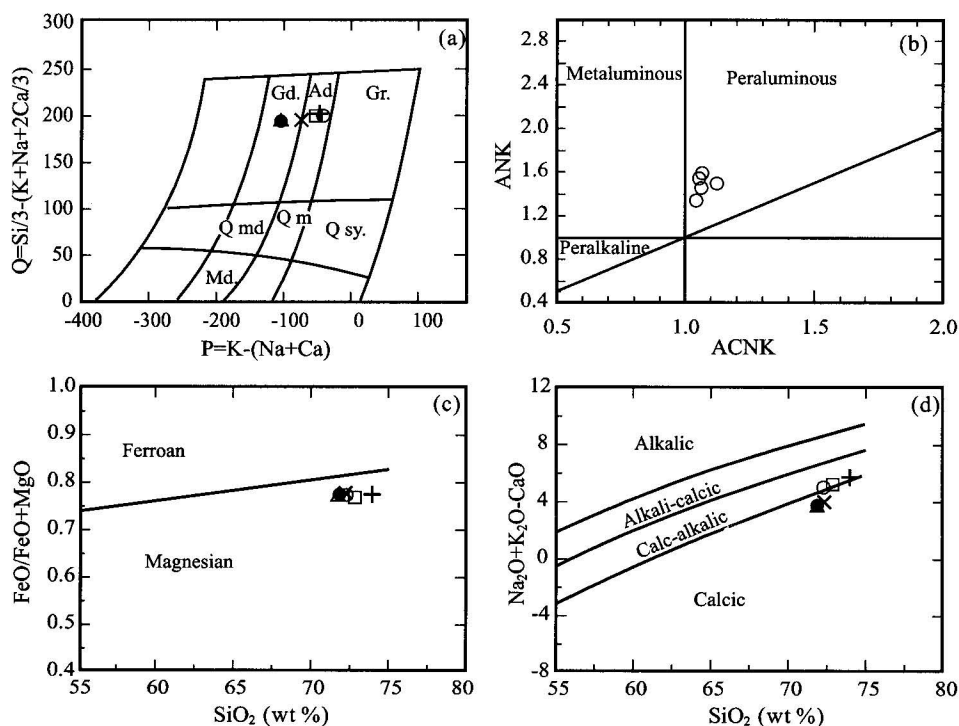 (a)
Q=Si/3-(K+Na+2Ca/3)
300
250
200
150
100
50
0
Gd.
Ad.
Gr.
Q md.
Q m
Q sy.
Md.
-400 -300 -200 -100 0 100
P=K-(Na+Ca)
(b)
ANK
2.8
2.4
2.0
1.6
1.2
0.8
0.4
Metaluminous
Peraluminous
Peralkaline
0.5 1.0 1.5 2.0
ACNK
(c)
FeO/FeO+MgO
1.0
0.9
0.8
0.7
0.6
0.5
0.4
Ferroan
Magnesian
55 60 65 70 75 80
SiO₂ (wt %)
(d)
Na₂O+K₂O-CaO
12
8
4
0
-4
-8
Alkalic
Alkali-calcic
Calc-alkalic
Calcic
55 60 65 70 75 80
SiO₂ (wt %)